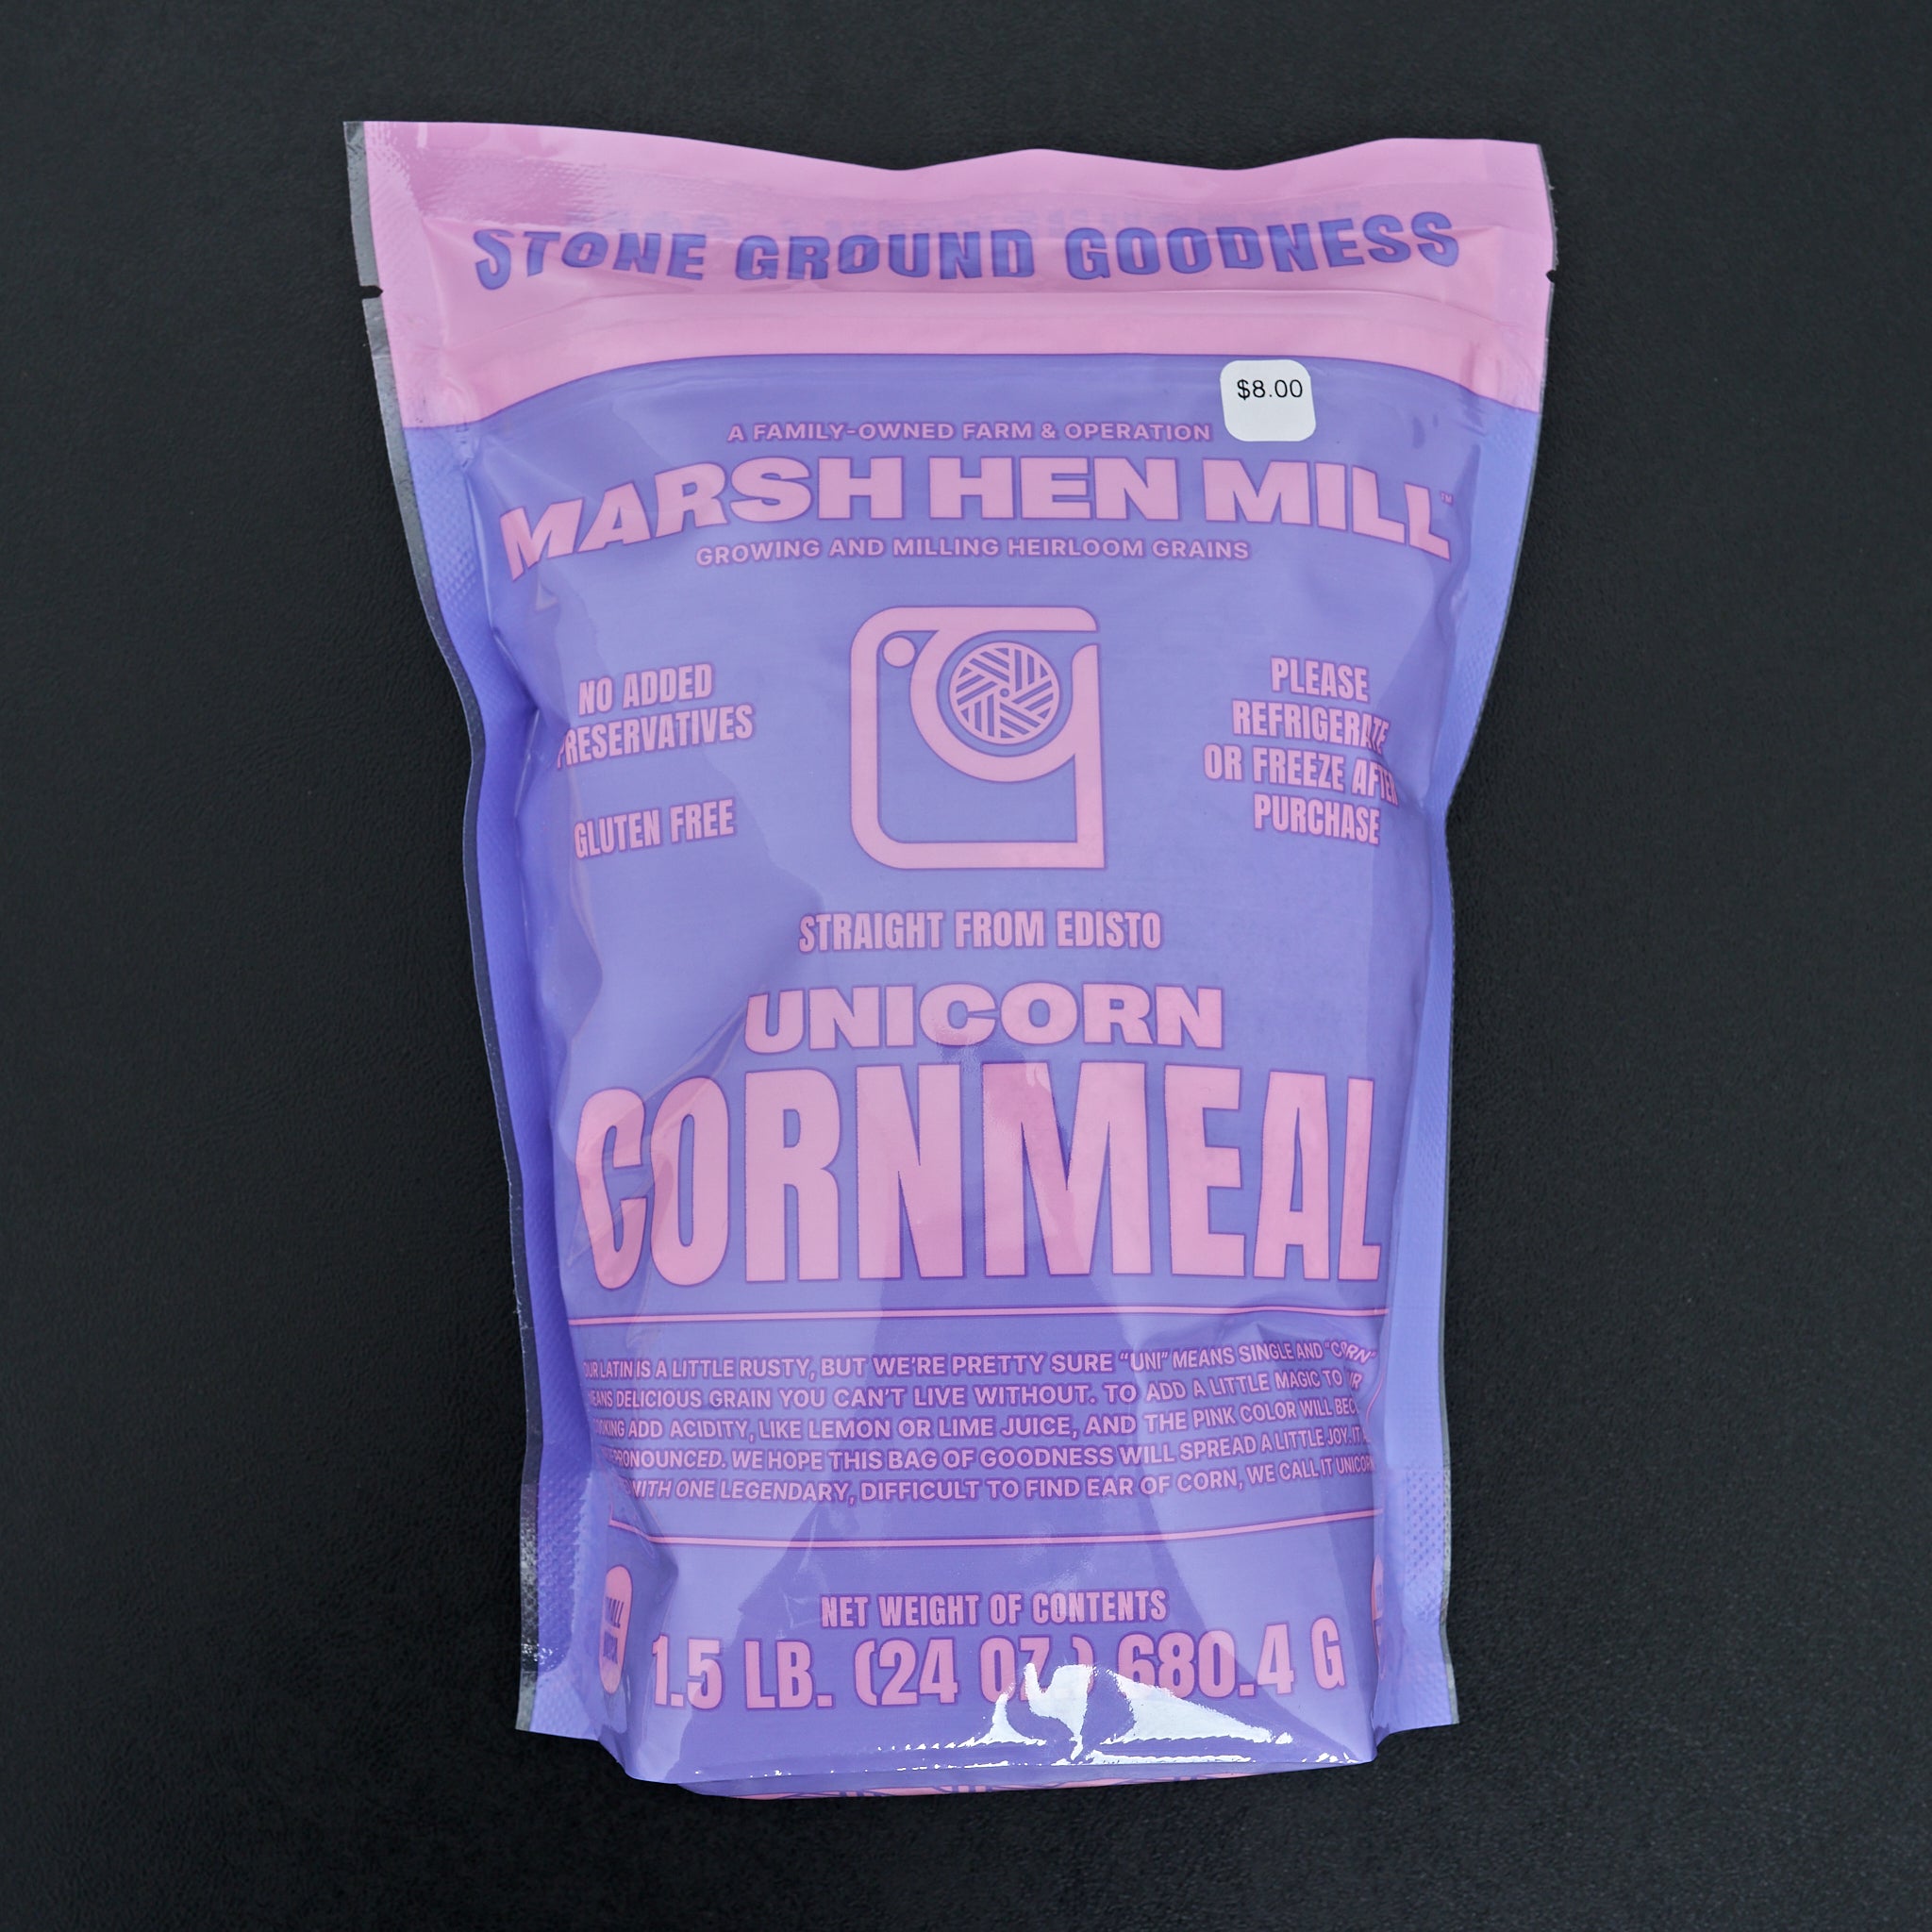 STONE GROUND GOODNESS
$8.00
A FAMILY-OWNED FARM & OPERATION
MARSH HEN MILL™
GROWING AND MILLING HEIRLOOM GRAINS
NO ADDED
PRESERVATIVES
GLUTEN FREE
PLEASE
REFRIGERATE
OR FREEZE AFTER
PURCHASE
STRAIGHT FROM EDISTO
UNICORN
CORNMEAL
OUR LATIN IS A LITTLE RUSTY, BUT WE'RE PRETTY SURE “UNI” MEANS SINGLE AND “CORN”
MEANS DELICIOUS GRAIN YOU CAN'T LIVE WITHOUT. TO ADD A LITTLE MAGIC TO
ADD ACIDITY, LIKE LEMON OR LIME JUICE, AND THE PINK COLOR WILL
PRONOUNCED. WE HOPE THIS BAG OF GOODNESS WILL SPREAD A LITTLE JOY.
WITH ONE LEGENDARY, DIFFICULT TO FIND EAR OF CORN, WE CALL IT UNICORN
NET WEIGHT OF CONTENTS
1.5 LB. (24 OZ.) 680.4 G